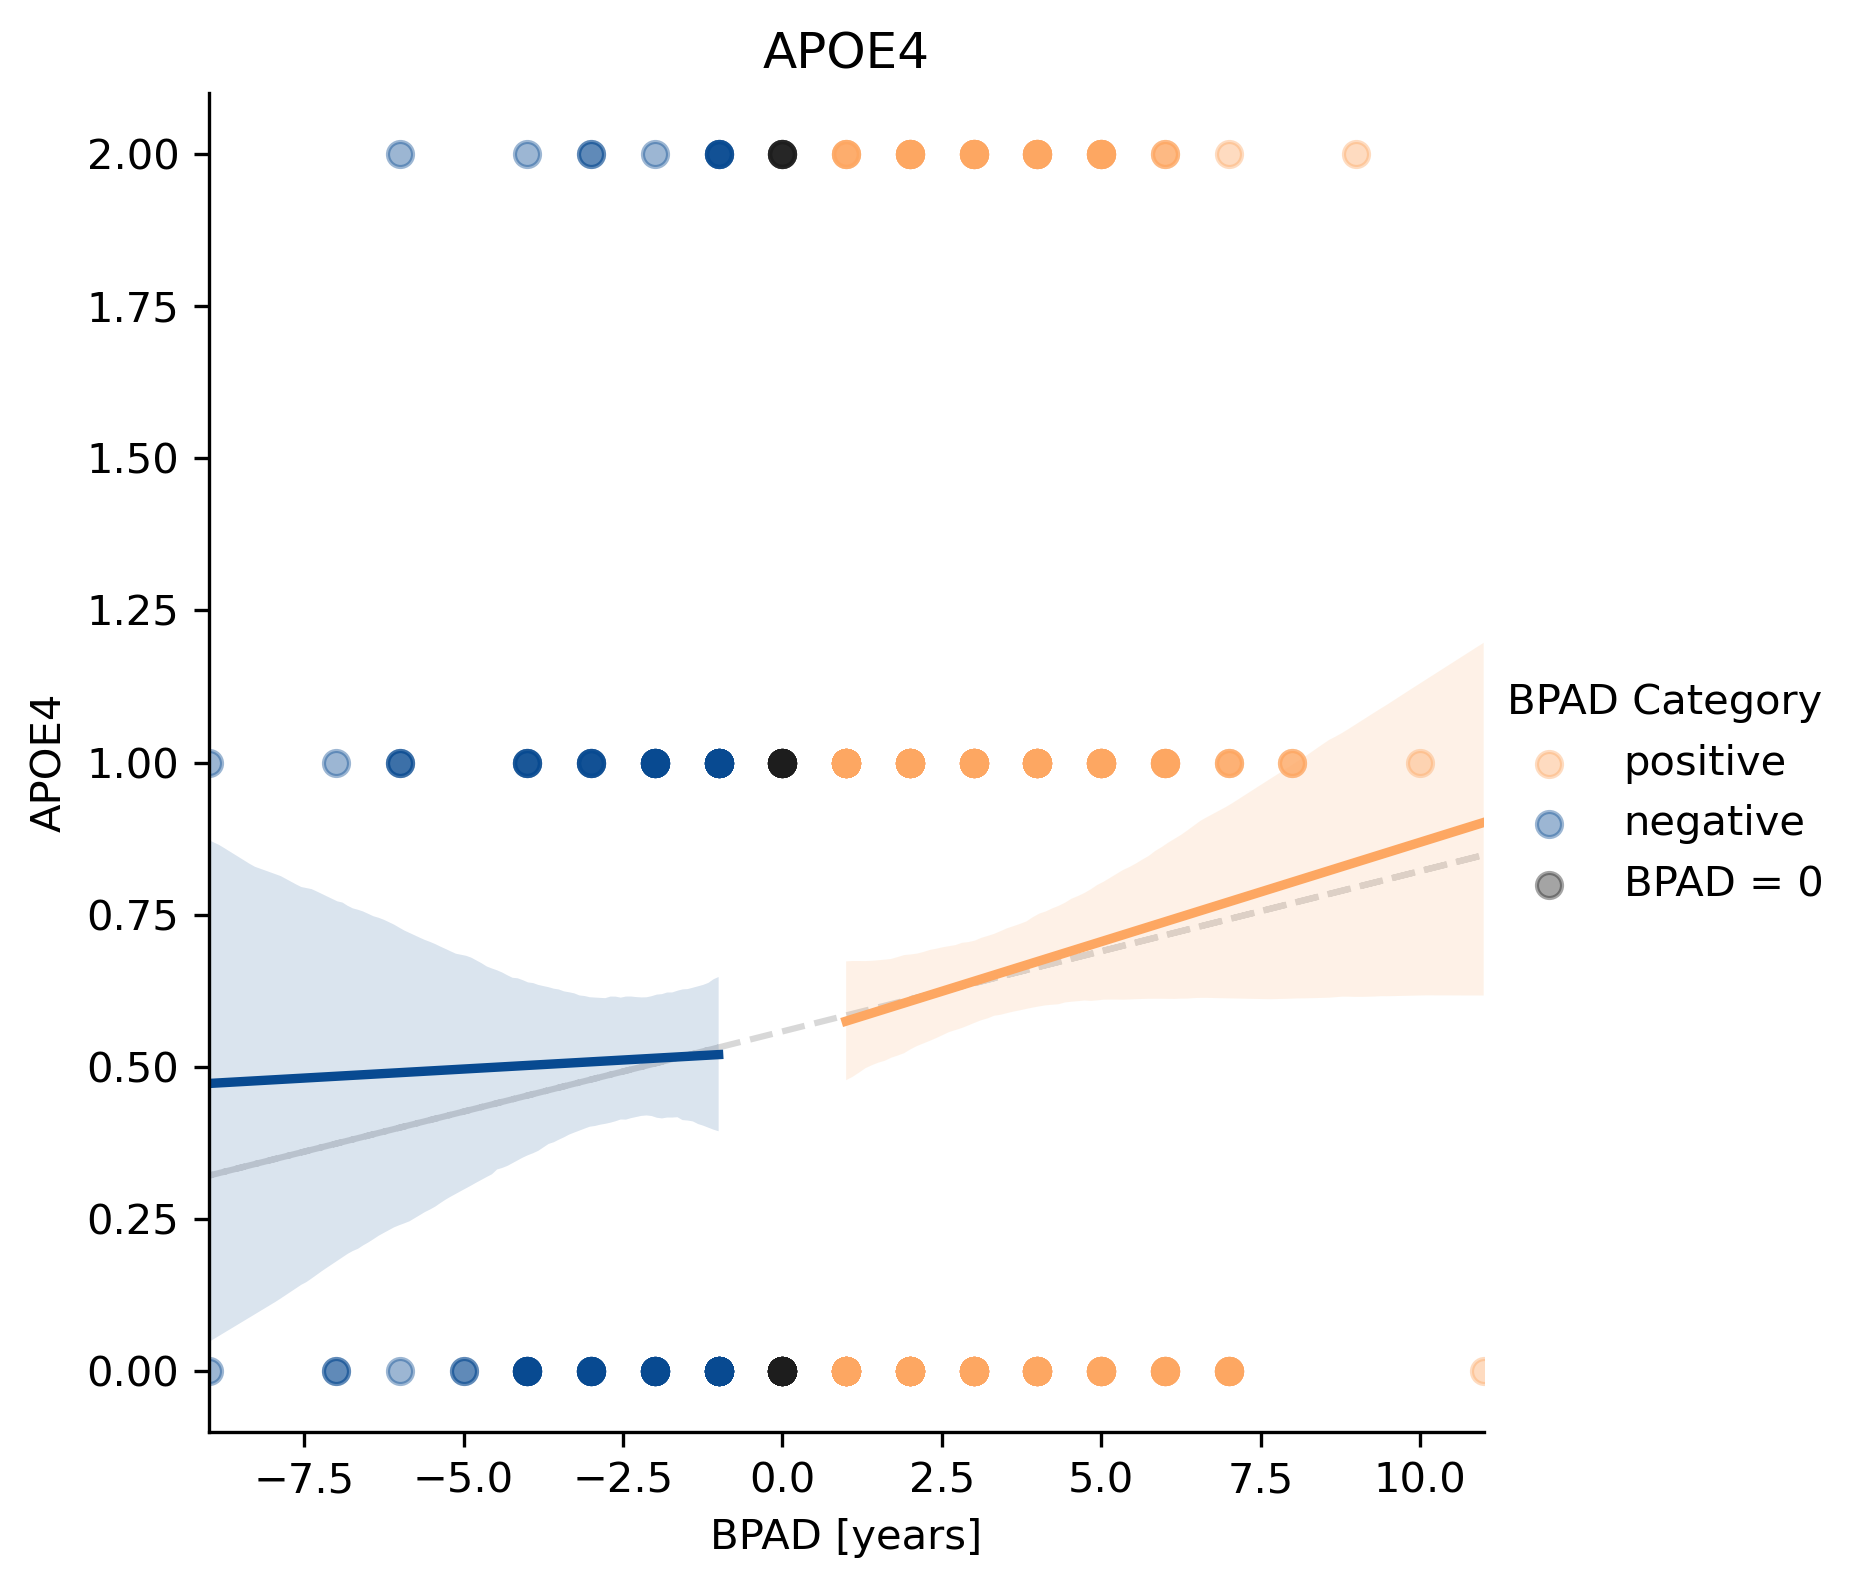 APOE4
2.00
1.75
1.50
1.25
1.00
0.75
0.50
0.25
0.00
APOE4
−7.5 −5.0 −2.5 0.0 2.5 5.0 7.5 10.0
BPAD [years]
BPAD Category
positive
negative
BPAD = 0